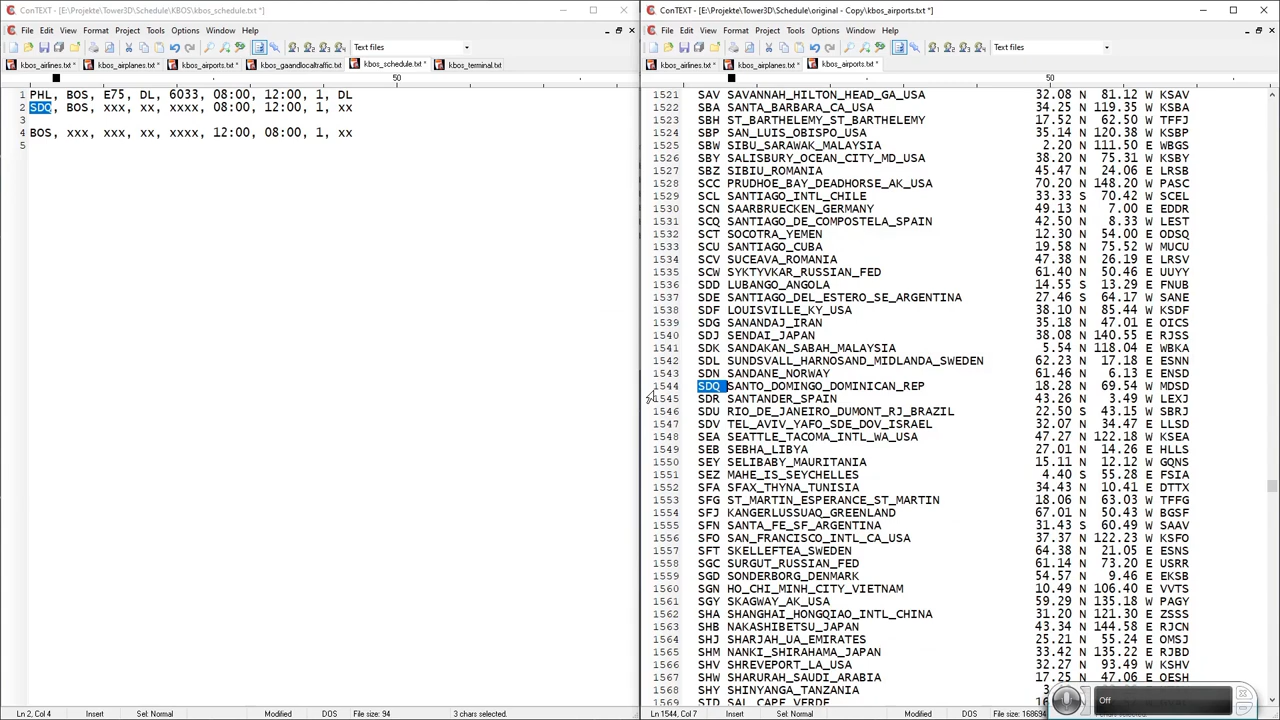 ConTEXT - [C:\Projekte\Tower3D\Schedule\KBOS\kbos_schedule.txt *]
File Edit View Format Project Tools Options Window Help
Text files
kbos_airlines.txt * kbos_airplanes.txt * kbos_airports.txt * kbos_gaandlocaltraffic.txt kbos_schedule.txt * kbos_terminal.txt
50
1 PHL, BOS, E75, DL, 6033, 08:00, 12:00, 1, DL
2 SDQ, BOS, xxx, xx, xxxx, 08:00, 12:00, 1, xx
3
4 BOS, xxx, xxx, xx, xxxx, 12:00, 08:00, 1, xx
5
Ln 2, Col 4 Insert Sel: Normal Modified DOS File size: 94 3 chars selected.
ConTEXT - [C:\Projekte\Tower3D\Schedule\original - Copy\kbos_airports.txt *]
File Edit View Format Project Tools Options Window Help
Text files
kbos_airlines.txt * kbos_airplanes.txt * kbos_airports.txt *
50
1521 SAV SAVANNAH_HILTON_HEAD_GA_USA 32.08 N 81.12 W KSAV
1522 SBA SANTA_BARBARA_CA_USA 34.25 N 119.35 W KSBA
1523 SBH ST_BARTHELEMY_ST_BARTHELEMY 17.52 N 62.50 W TFFJ
1524 SBP SAN_LUIS_OBISPO_USA 35.14 N 120.38 W KSBP
1525 SBW SIBU_SARAWAK_MALAYSIA 2.20 N 111.50 E WBGS
1526 SBY SALISBURY_OCEAN_CITY_MD_USA 38.20 N 75.31 W KSBY
1527 SBZ SIBIU_ROMANIA 45.47 N 24.06 E LRSB
1528 SCC PRUDHOE_BAY_DEADHORSE_AK_USA 70.20 N 148.20 W PASC
1529 SCL SANTIAGO_INTL_CHILE 33.33 S 70.42 W SCEL
1530 SCN SAARBRUECKEN_GERMANY 49.13 N 7.00 E EDDR
1531 SCQ SANTIAGO_DE_COMPOSTELA_SPAIN 42.50 N 8.33 W LEST
1532 SCT SOCOTRA_YEMEN 12.30 N 54.00 E ODSQ
1533 SCU SANTIAGO_CUBA 19.58 N 75.52 W MUCU
1534 SCV SUCEAVA_ROMANIA 47.38 N 26.19 E LRSV
1535 SCW SYKTYVKAR_RUSSIAN_FED 61.40 N 50.46 E UUYY
1536 SDD LUBANGO_ANGOLA 14.55 S 13.29 E FNUB
1537 SDE SANTIAGO_DEL_ESTERO_SE_ARGENTINA 27.46 S 64.17 W SANE
1538 SDF LOUISVILLE_KY_USA 38.10 N 85.44 W KSDF
1539 SDG SANANDAJ_IRAN 35.18 N 47.01 E OICS
1540 SDJ SENDAI_JAPAN 38.08 N 140.55 E RJSS
1541 SDK SANDAKAN_SABAH_MALAYSIA 5.54 N 118.04 E WBKA
1542 SDL SUNDSVALL_HARNOSAND_MIDLANDA_SWEDEN 62.23 N 17.18 E ESNN
1543 SDN SANDANE_NORWAY 61.46 N 6.13 E ENSD
1544 SDQ SANTO_DOMINGO_DOMINICAN_REP 18.28 N 69.54 W MDSD
1545 SDR SANTANDER_SPAIN 43.26 N 3.49 W LEXJ
1546 SDU RIO_DE_JANEIRO_DUMONT_RJ_BRAZIL 22.50 S 43.15 W SBRJ
1547 SDV TEL_AVIV_YAFO_SDE_DOV_ISRAEL 32.07 N 34.47 E LLSD
1548 SEA SEATTLE_TACOMA_INTL_WA_USA 47.27 N 122.18 W KSEA
1549 SEB SEBHA_LIBYA 27.01 N 14.26 E HLLS
1550 SEY SELIBABY_MAURITANIA 15.11 N 12.12 W GQNS
1551 SEZ MAHE_IS_SEYCHELLES 4.40 S 55.28 E FSIA
1552 SFA SFAX_THYNA_TUNISIA 34.43 N 10.41 E DTTX
1553 SFG ST_MARTIN_ESPERANCE_ST_MARTIN 18.06 N 63.03 W TFFG
1554 SFJ KANGERLUSSUAQ_GREENLAND 67.01 N 50.43 W BGSF
1555 SFN SANTA_FE_SF_ARGENTINA 31.43 S 60.49 W SAAV
1556 SFO SAN_FRANCISCO_INTL_CA_USA 37.37 N 122.23 W KSFO
1557 SFT SKELLEFTEA_SWEDEN 64.38 N 21.05 E ESNS
1558 SGC SURGUT_RUSSIAN_FED 61.14 N 73.20 E USRR
1559 SGD SONDERBORG_DENMARK 54.57 N 9.46 E EKSB
1560 SGN HO_CHI_MINH_CITY_VIETNAM 10.49 N 106.40 E VVTS
1561 SGY SKAGWAY_AK_USA 59.29 N 135.18 W PAGY
1562 SHA SHANGHAI_HONGQIAO_INTL_CHINA 31.20 N 121.30 E ZSSS
1563 SHB NAKASHIBETSU_JAPAN 43.34 N 144.58 E RJCN
1564 SHJ SHARJAH_UA_EMIRATES 25.21 N 55.24 E OMSJ
1565 SHM NANKI_SHIRAHAMA_JAPAN 33.42 N 135.22 E RJBD
1566 SHV SHREVEPORT_LA_USA 32.27 N 93.49 W KSHV
1567 SHW SHARURAH_SAUDI_ARABIA 17.25 N 47.06 E OESH
1568 SHY SHINYANGA_TANZANIA
1569 SID SAL_CAPE_VERDE
Off
Ln 1544, Col 7 Insert Sel: Normal Modified DOS File size: 16869